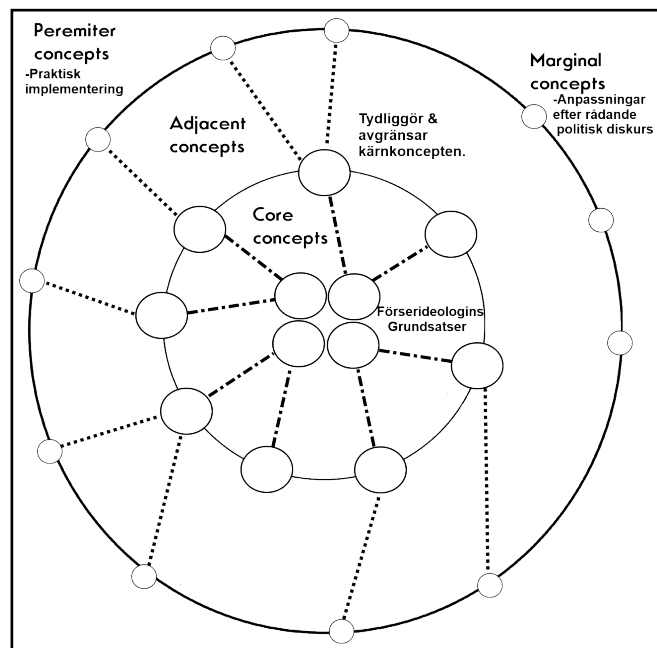 Peremiter
concepts
-Praktisk
implementering
Marginal
concepts
-Anpassningar
efter rådande
politisk diskurs
Adjacent
concepts
Tydliggör &
avgränsar
kärnkoncepten.
Core
concepts
Förserideologins
Grundsatser